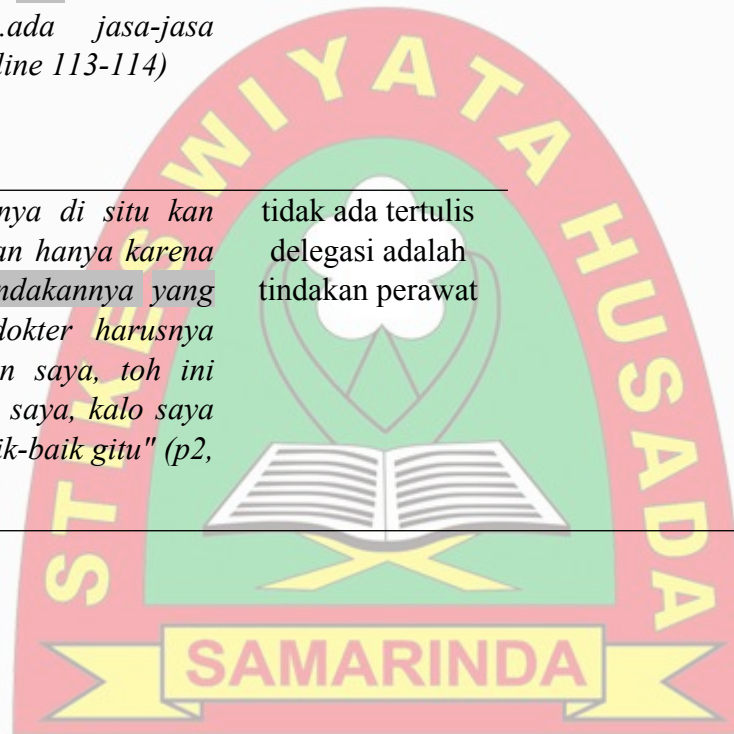 .ada jasa-jasa
line 113-114)
nya di situ kan
an hanya karena
ndakannya yang
dokter harusnya
n saya, toh ini
saya, kalo saya
ik-baik gitu" (p2,
tidak ada tertulis
delegasi adalah
tindakan perawat
STIKES WIYATA HUSADA
SAMARINDA